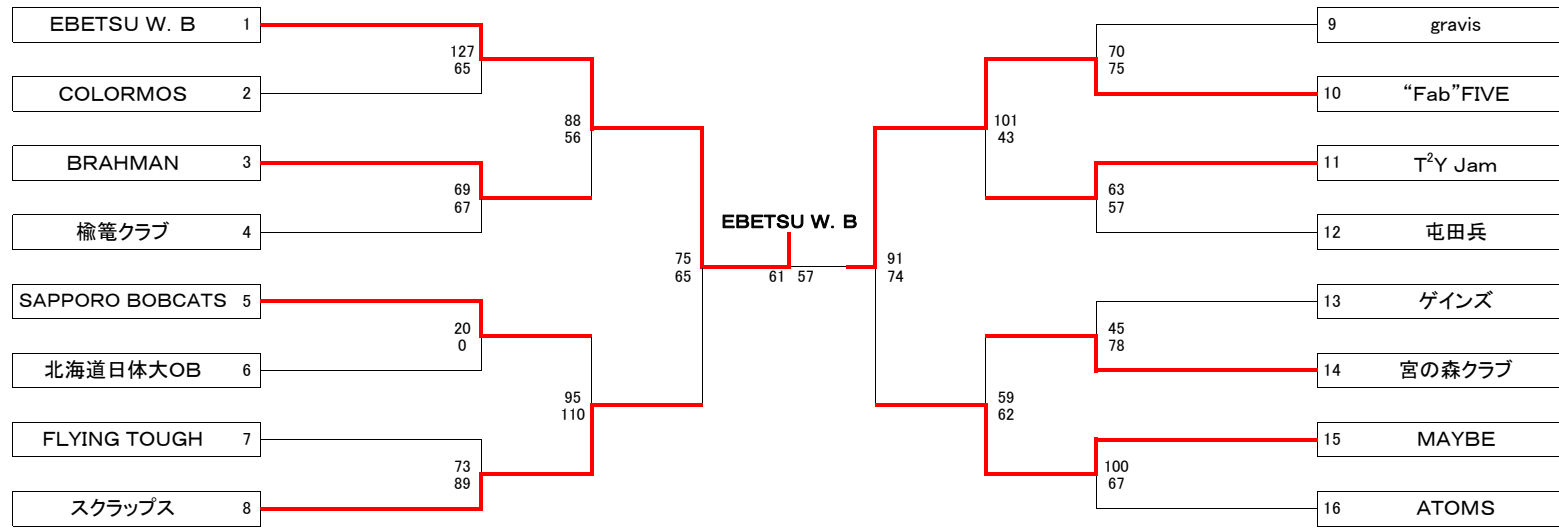 EBETSU W. B 1
COLORMOS 2
BRAHMAN 3
楡篭クラブ 4
SAPPORO BOBCATS 5
北海道日体大OB 6
FLYING TOUGH 7
スクラップス 8
127
65
69
67
20
0
73
89
88
56
95
110
75
65
EBETSU W. B
61 57
91
74
101
43
59
62
70
75
63
57
45
78
100
67
9 gravis
10 “Fab”FIVE
11 T²Y Jam
12 屯田兵
13 ゲインズ
14 宮の森クラブ
15 MAYBE
16 ATOMS